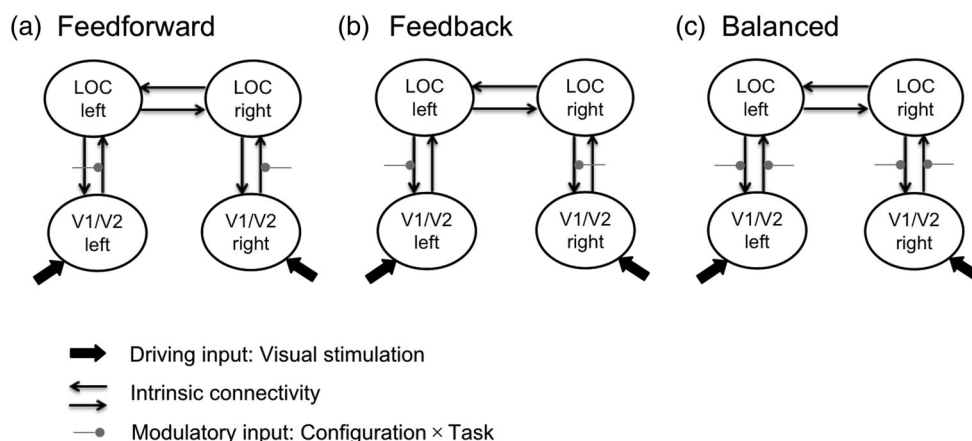 (a) Feedforward
(b) Feedback
(c) Balanced
LOC
left
LOC
right
V1/V2
left
V1/V2
right
LOC
left
LOC
right
V1/V2
left
V1/V2
right
LOC
left
LOC
right
V1/V2
left
V1/V2
right
Driving input: Visual stimulation
Intrinsic connectivity
Modulatory input: Configuration × Task